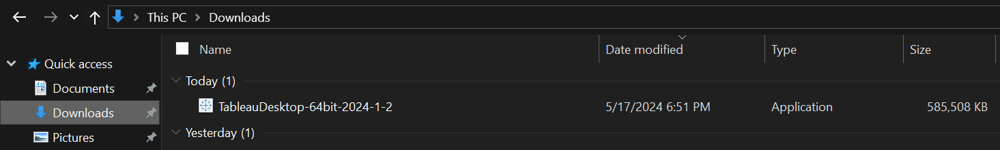 This PC Downloads
Name Date modified Type Size
Quick access
Today (1)
Documents
TableauDesktop-64bit-2024-1-2 5/17/2024 6:51 PM Application 585,508 KB
Downloads
Yesterday (1)
Pictures